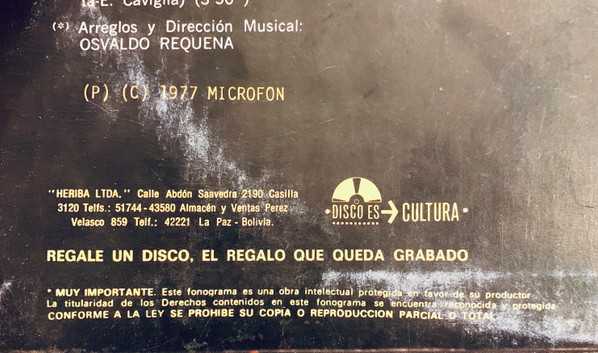 la-E. Caviglia) (3'50")
(*) Arreglos y Dirección Musical:
OSVALDO REQUENA
(P) (C) 1977 MICROFON
"HERIBA LTDA." Calle Abdón Saavedra 2190 Casilla
3120 Telfs.: 51744-43580 Almacén y Ventas Perez
Velasco 859 Telf.: 42221 La Paz - Bolivia.
DISCO ES CULTURA
REGALE UN DISCO, EL REGALO QUE QUEDA GRABADO
* MUY IMPORTANTE. Este fonograma es una obra intelectual protegida en favor de su productor
La titularidad de los Derechos contenidos en este fonograma se encuentra reconocida y protegida
CONFORME A LA LEY SE PROHIBE SU COPIA O REPRODUCCION PARCIAL O TOTAL